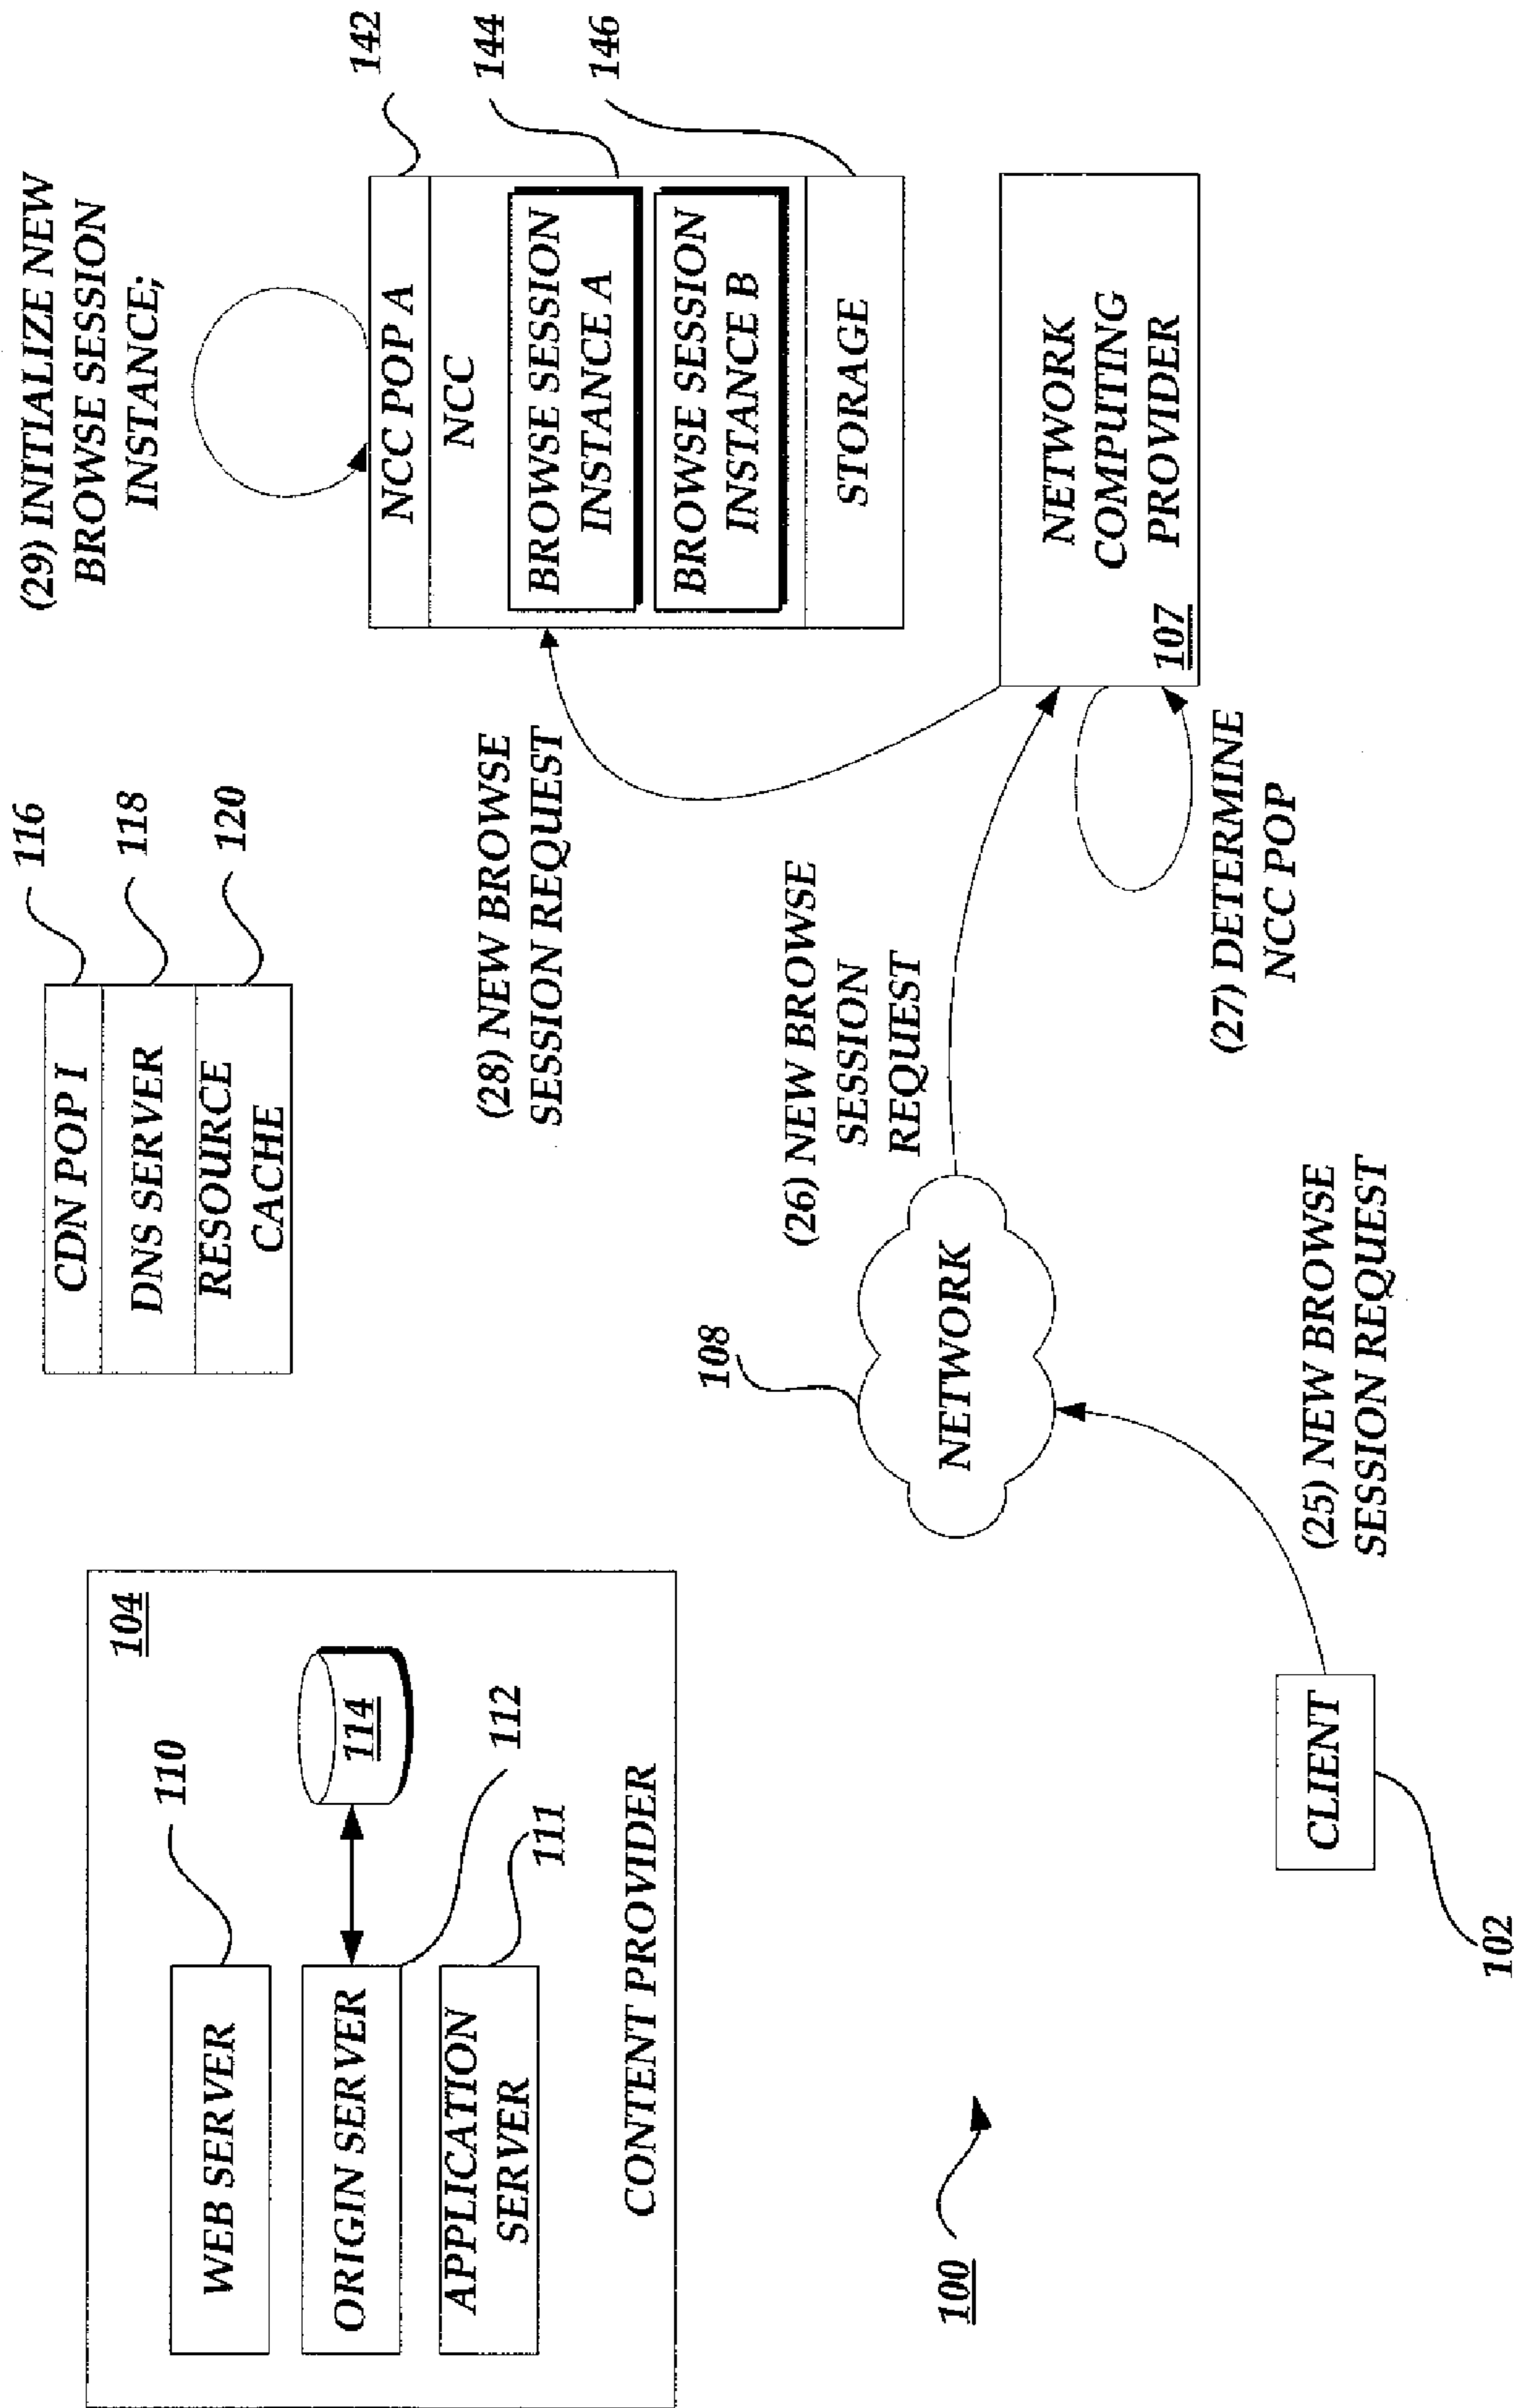 104
WEB SERVER
110
ORIGIN SERVER
114
112
APPLICATION
SERVER
111
CONTENT PROVIDER
CDN POP I
DNS SERVER
RESOURCE
CACHE
116
118
120
(29) INITIALIZE NEW
BROWSE SESSION
INSTANCE;
NCC POP A
NCC
BROWSE SESSION
INSTANCE A
BROWSE SESSION
INSTANCE B
STORAGE
142
144
146
(28) NEW BROWSE
SESSION REQUEST
(26) NEW BROWSE
SESSION
REQUEST
108
NETWORK
NETWORK
COMPUTING
PROVIDER
107
(27) DETERMINE
NCC POP
(25) NEW BROWSE
SESSION REQUEST
CLIENT
102
100